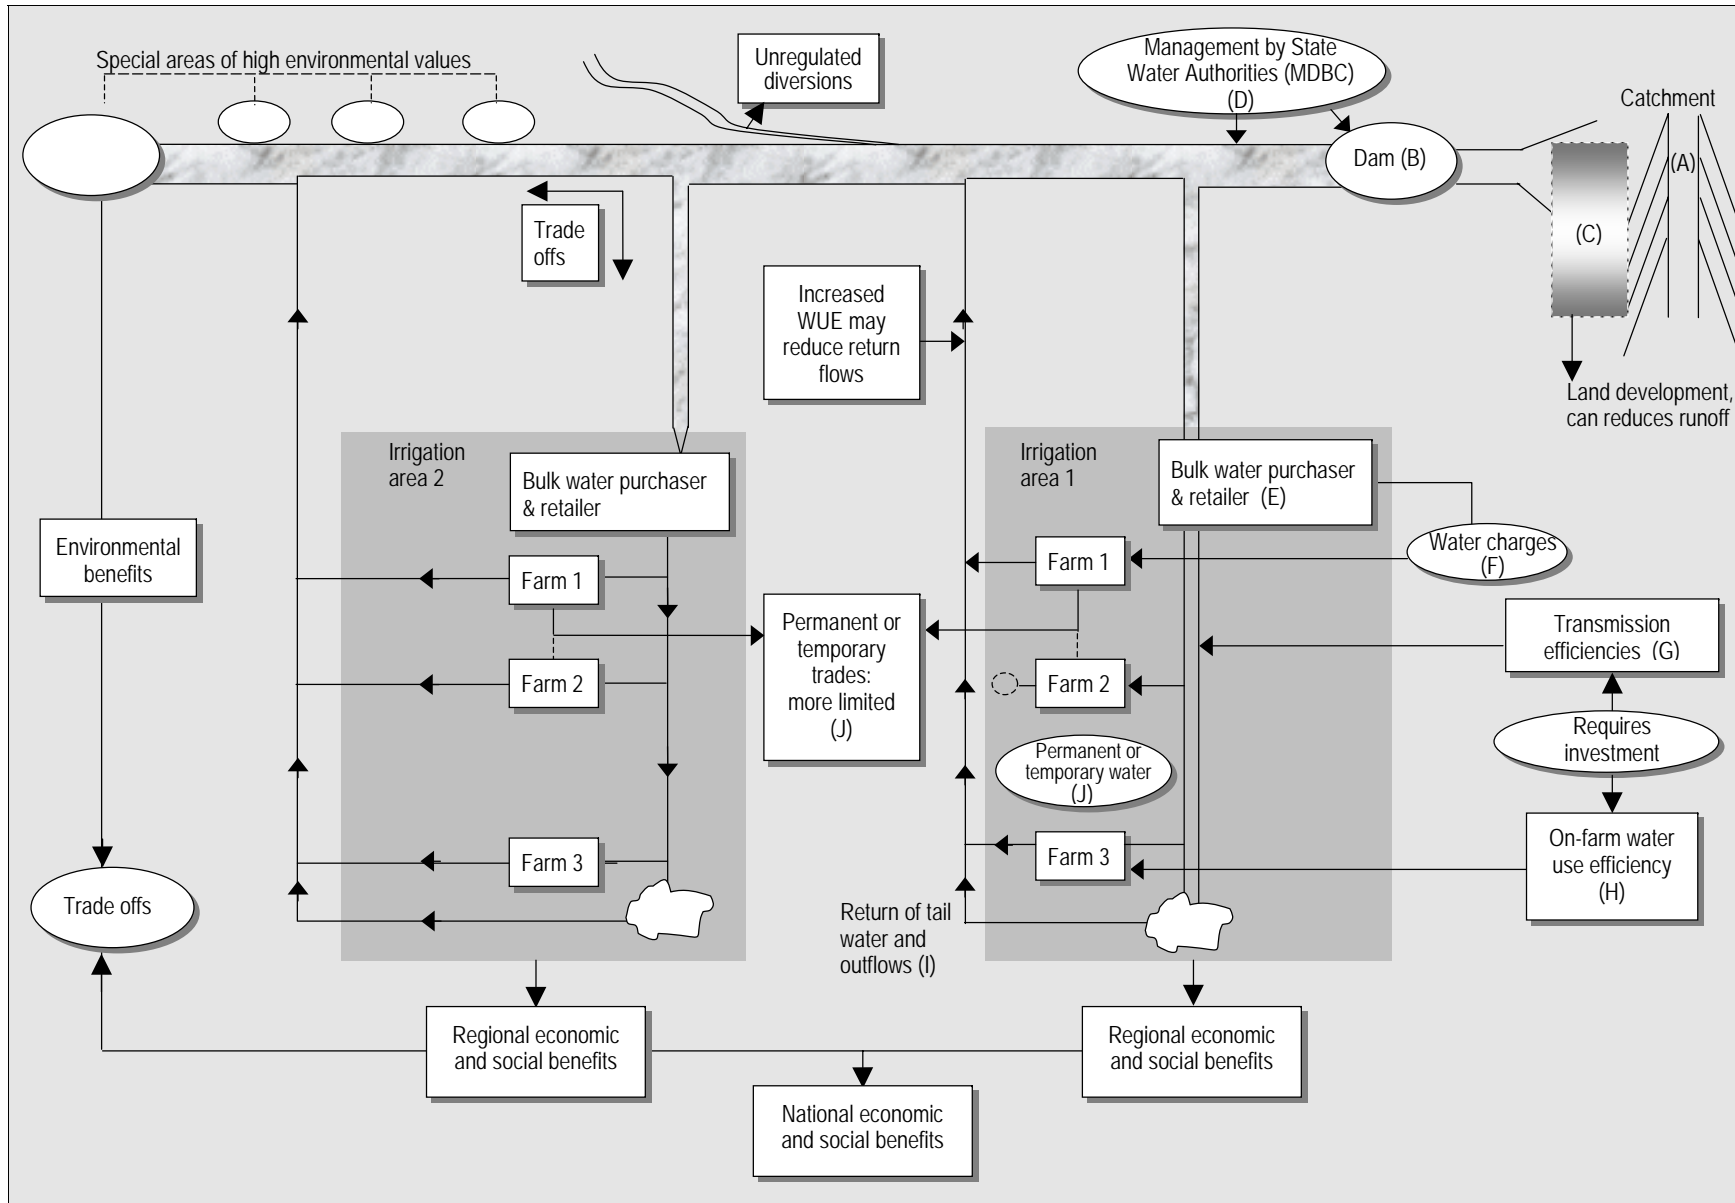 Special areas of high environmental values
Unregulated
diversions
Management by State
Water Authorities (MDBC)
(D)
Catchment
(A)
Dam (B)
(C)
Trade
offs
Increased
WUE may
reduce return
flows
Land development,
can reduces runoff
Irrigation
area 2
Bulk water purchaser
& retailer
Irrigation
area 1
Bulk water purchaser
& retailer (E)
Environmental
benefits
Farm 1
Farm 1
Water charges
(F)
Permanent or
temporary
trades:
more limited
(J)
Transmission
efficiencies (G)
Farm 2
Farm 2
Requires
investment
Permanent or
temporary water
(J)
Farm 3
Farm 3
On-farm water
use efficiency
(H)
Trade offs
Return of tail
water and
outflows (I)
Regional economic
and social benefits
Regional economic
and social benefits
National economic
and social benefits